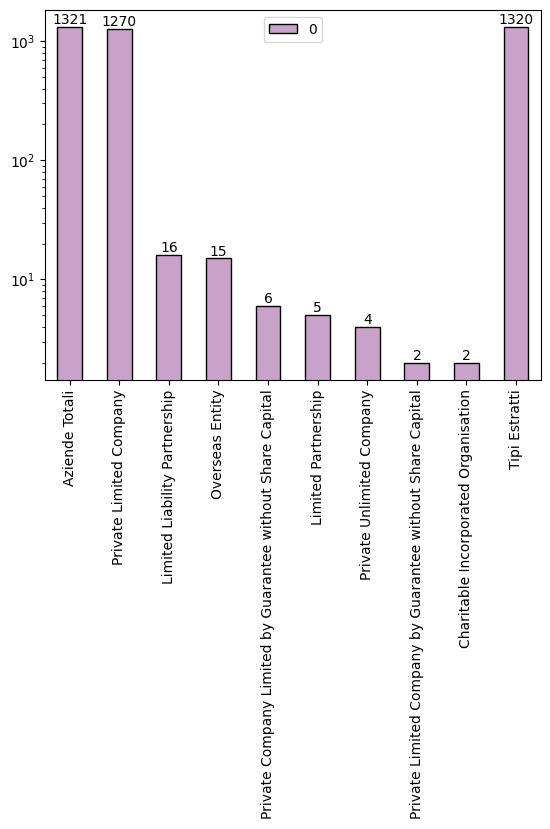 1321
1270
16
15
6
5
4
2
2
1320
0
10³
10²
10¹
Aziende Totali
Private Limited Company
Limited Liability Partnership
Overseas Entity
Private Company Limited by Guarantee without Share Capital
Limited Partnership
Private Unlimited Company
Private Limited Company by Guarantee without Share Capital
Charitable Incorporated Organisation
Tipi Estratti